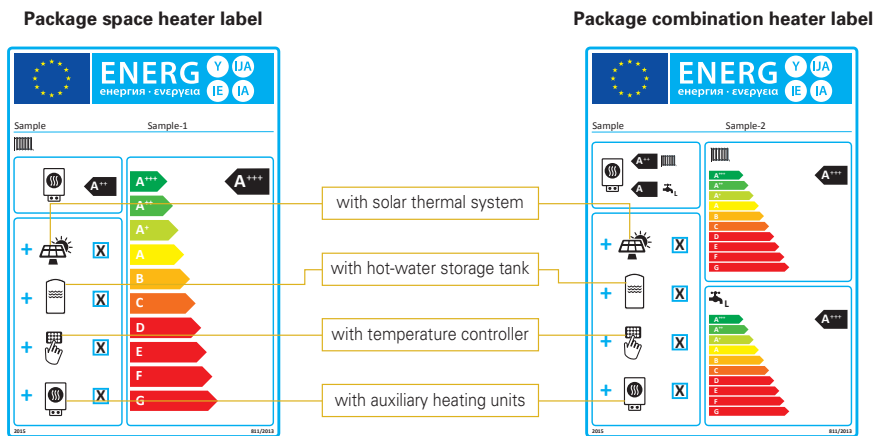 Package space heater label
ENERG Y IJA
енергия · ενεργεια IE IA
Sample Sample-1
A++
A+++
A+++
A++
A+
A
B
C
D
E
F
G
+ X
+ X
+ X
+ X
2015 811/2013
with solar thermal system
with hot-water storage tank
with temperature controller
with auxiliary heating units
Package combination heater label
ENERG Y IJA
енергия · ενεργεια IE IA
Sample Sample-2
A++
A L
+ X
+ X
+ X
+ X
A+++
A+++
A++
A+
A
B
C
D
E
F
G
L
A+++
A+++
A++
A+
A
B
C
D
E
F
G
2015 811/2013